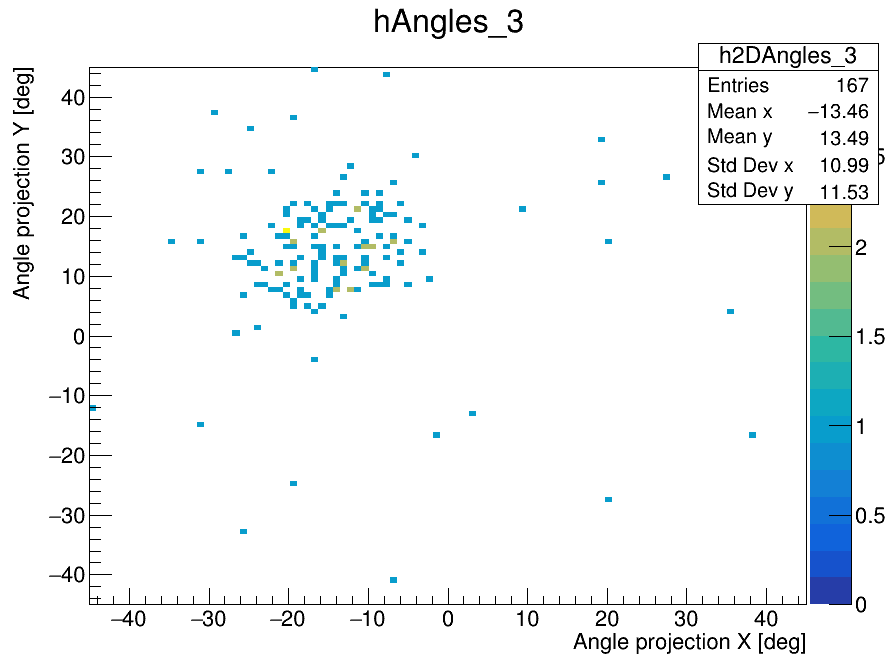 hAngles_3
h2DAngles_3
Entries 167
Mean x −13.46
Mean y 13.49
Std Dev x 10.99
Std Dev y 11.53
Angle projection Y [deg]
40
30
20
10
0
−10
−20
−30
−40
−40 −30 −20 −10 0 10 20 30 40
Angle projection X [deg]
5
2
1.5
1
0.5
0